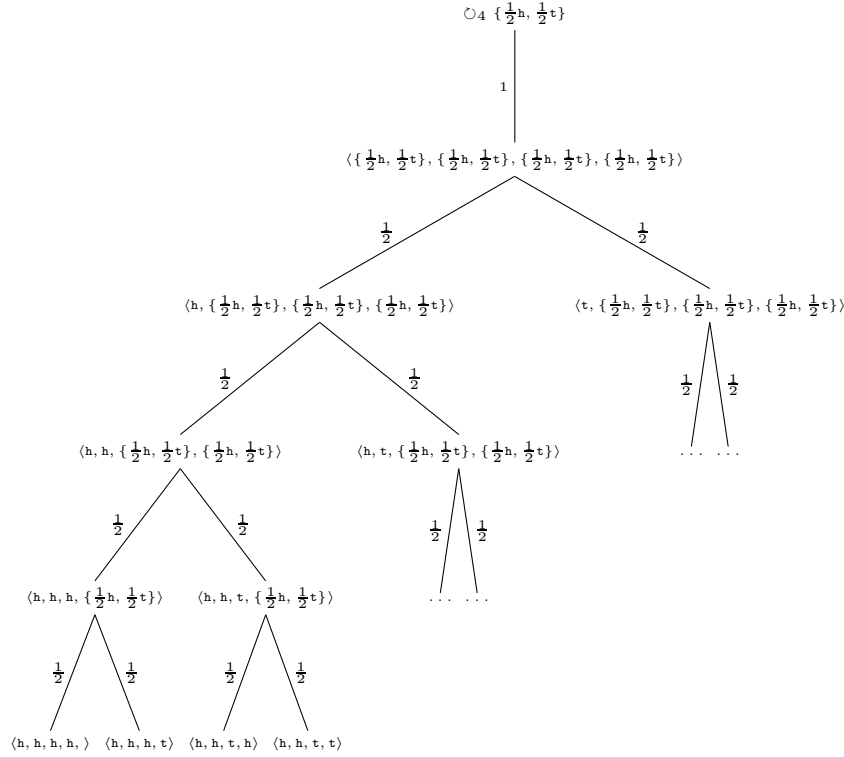 ↻4 {½h, ½t}
1
⟨{½h, ½t}, {½h, ½t}, {½h, ½t}, {½h, ½t}⟩
½ ½
⟨h, {½h, ½t}, {½h, ½t}, {½h, ½t}⟩ ⟨t, {½h, ½t}, {½h, ½t}, {½h, ½t}⟩
½ ½ ½ ½
⟨h, h, {½h, ½t}, {½h, ½t}⟩ ⟨h, t, {½h, ½t}, {½h, ½t}⟩ ... ...
½ ½ ½ ½
⟨h, h, h, {½h, ½t}⟩ ⟨h, h, t, {½h, ½t}⟩ ... ...
½ ½ ½ ½
⟨h, h, h, h, ⟩ ⟨h, h, h, t⟩ ⟨h, h, t, h⟩ ⟨h, h, t, t⟩